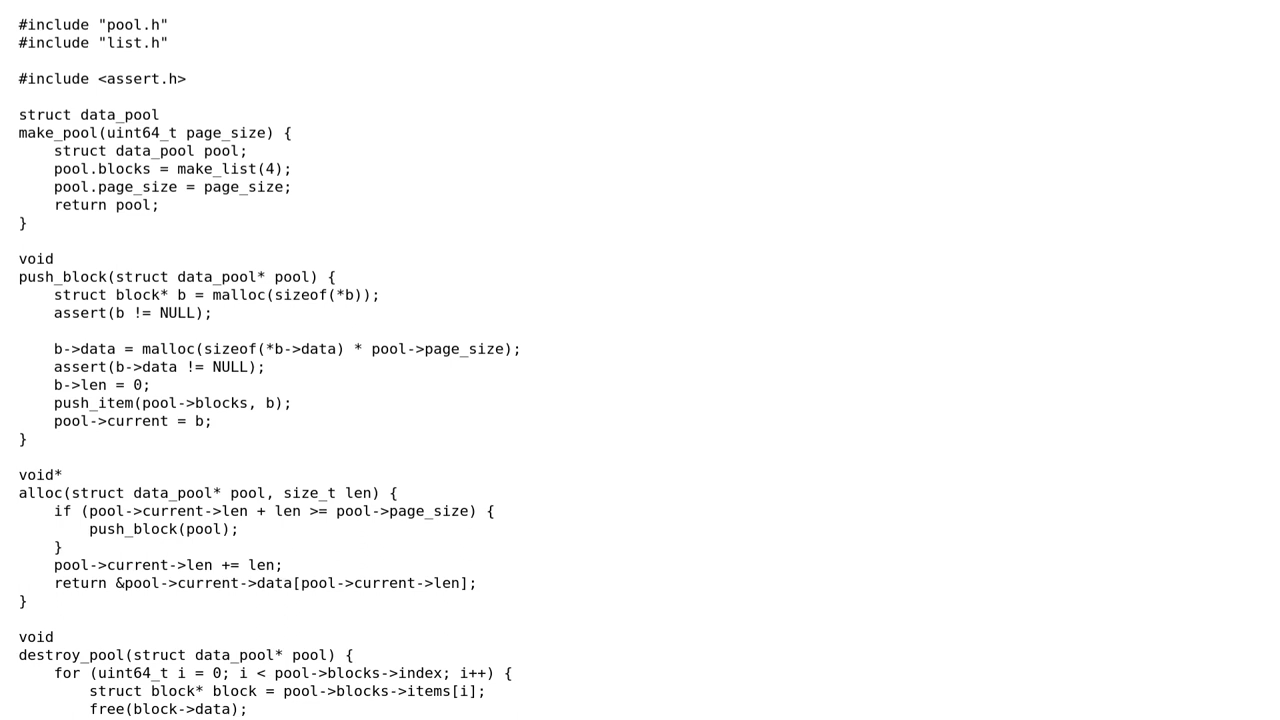 #include "pool.h"
#include "list.h"

#include <assert.h>

struct data_pool
make_pool(uint64_t page_size) {
    struct data_pool pool;
    pool.blocks = make_list(4);
    pool.page_size = page_size;
    return pool;
}

void
push_block(struct data_pool* pool) {
    struct block* b = malloc(sizeof(*b));
    assert(b != NULL);

    b->data = malloc(sizeof(*b->data) * pool->page_size);
    assert(b->data != NULL);
    b->len = 0;
    push_item(pool->blocks, b);
    pool->current = b;
}

void*
alloc(struct data_pool* pool, size_t len) {
    if (pool->current->len + len >= pool->page_size) {
        push_block(pool);
    }
    pool->current->len += len;
    return &pool->current->data[pool->current->len];
}

void
destroy_pool(struct data_pool* pool) {
    for (uint64_t i = 0; i < pool->blocks->index; i++) {
        struct block* block = pool->blocks->items[i];
        free(block->data);